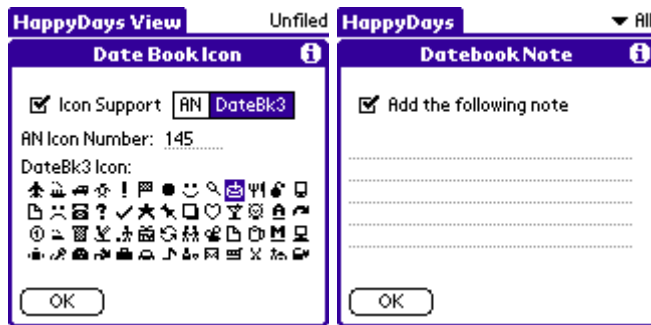 HappyDays View Unfiled
Date Book Icon
Icon Support AN DateBk3
AN Icon Number: 145
DateBk3 Icon:
OK
HappyDays All
Datebook Note
Add the following note
OK